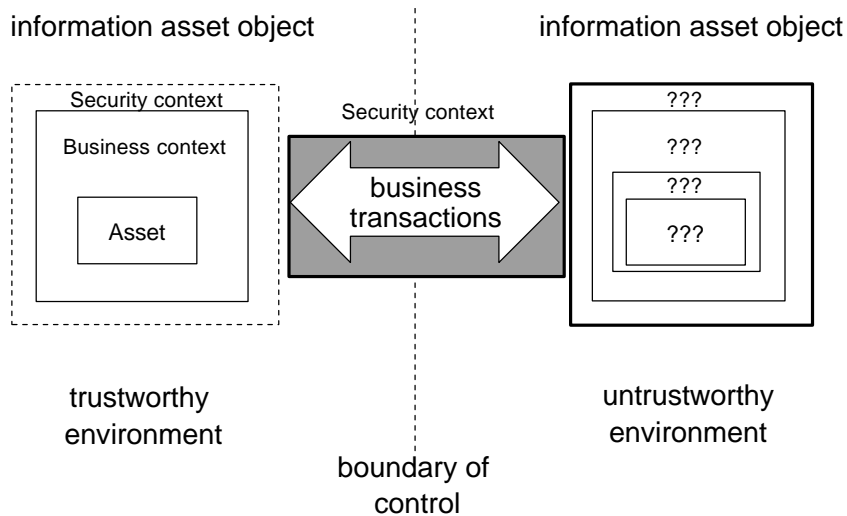 information asset object
information asset object
Security context
Business context
Asset
Security context
business
transactions
???
???
???
???
trustworthy
environment
untrustworthy
environment
boundary of
control